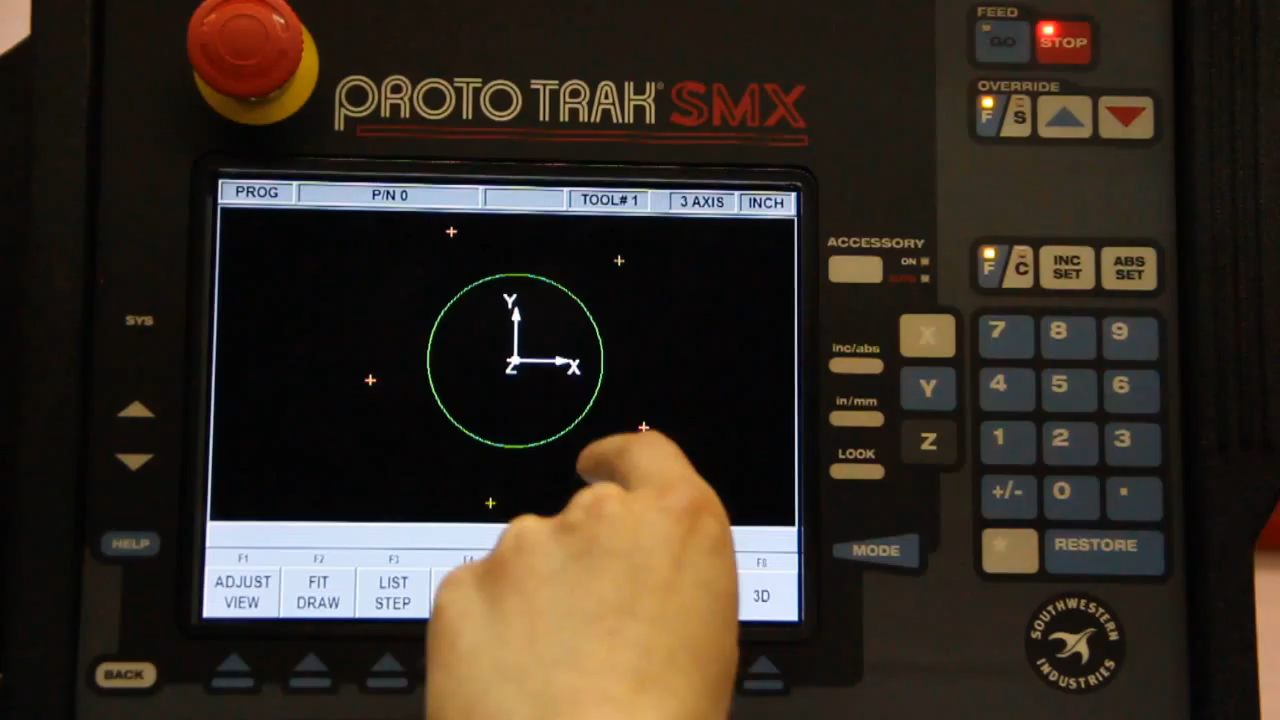 FEED
GO
STOP
PROTO TRAK® SMX
OVERRIDE
F S
PROG
P/N 0
TOOL# 1
3 AXIS
INCH
ACCESSORY
ON
F C
INC SET
ABS SET
SYS
Y
Z
X
inc/abs
X
7
8
9
in/mm
Y
4
5
6
LOOK
Z
1
2
3
+/-
0
.
HELP
MODE
RESTORE
F1
F2
F3
F4
F8
ADJUST VIEW
FIT DRAW
LIST STEP
3D
BACK
SOUTHWESTERN
INDUSTRIES